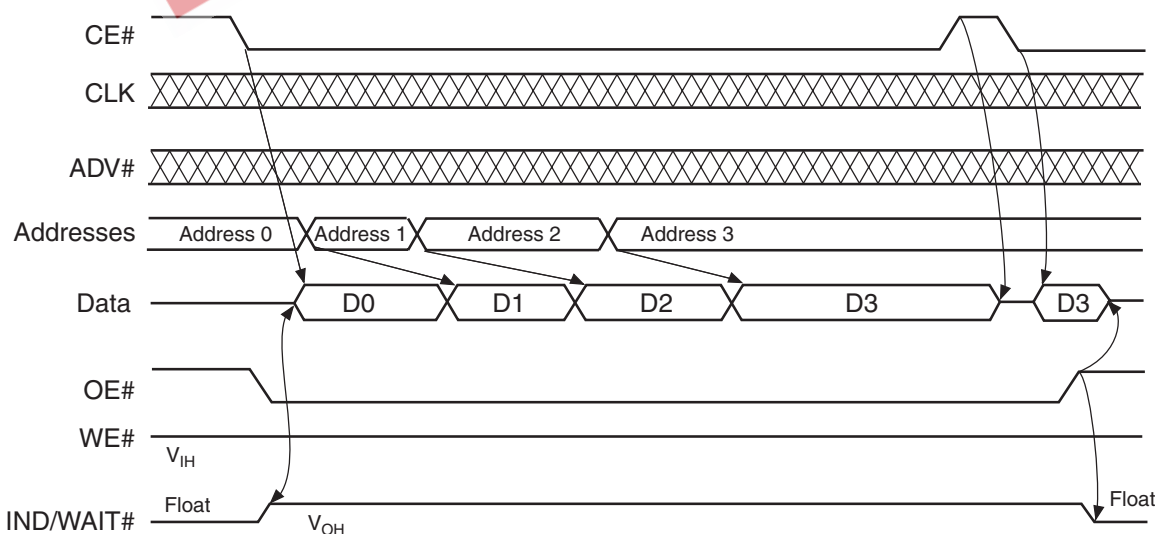 CE#
CLK
ADV#
Addresses Address 0 Address 1 Address 2 Address 3
Data D0 D1 D2 D3 D3
OE#
WE#
VIH
IND/WAIT# Float VOH Float